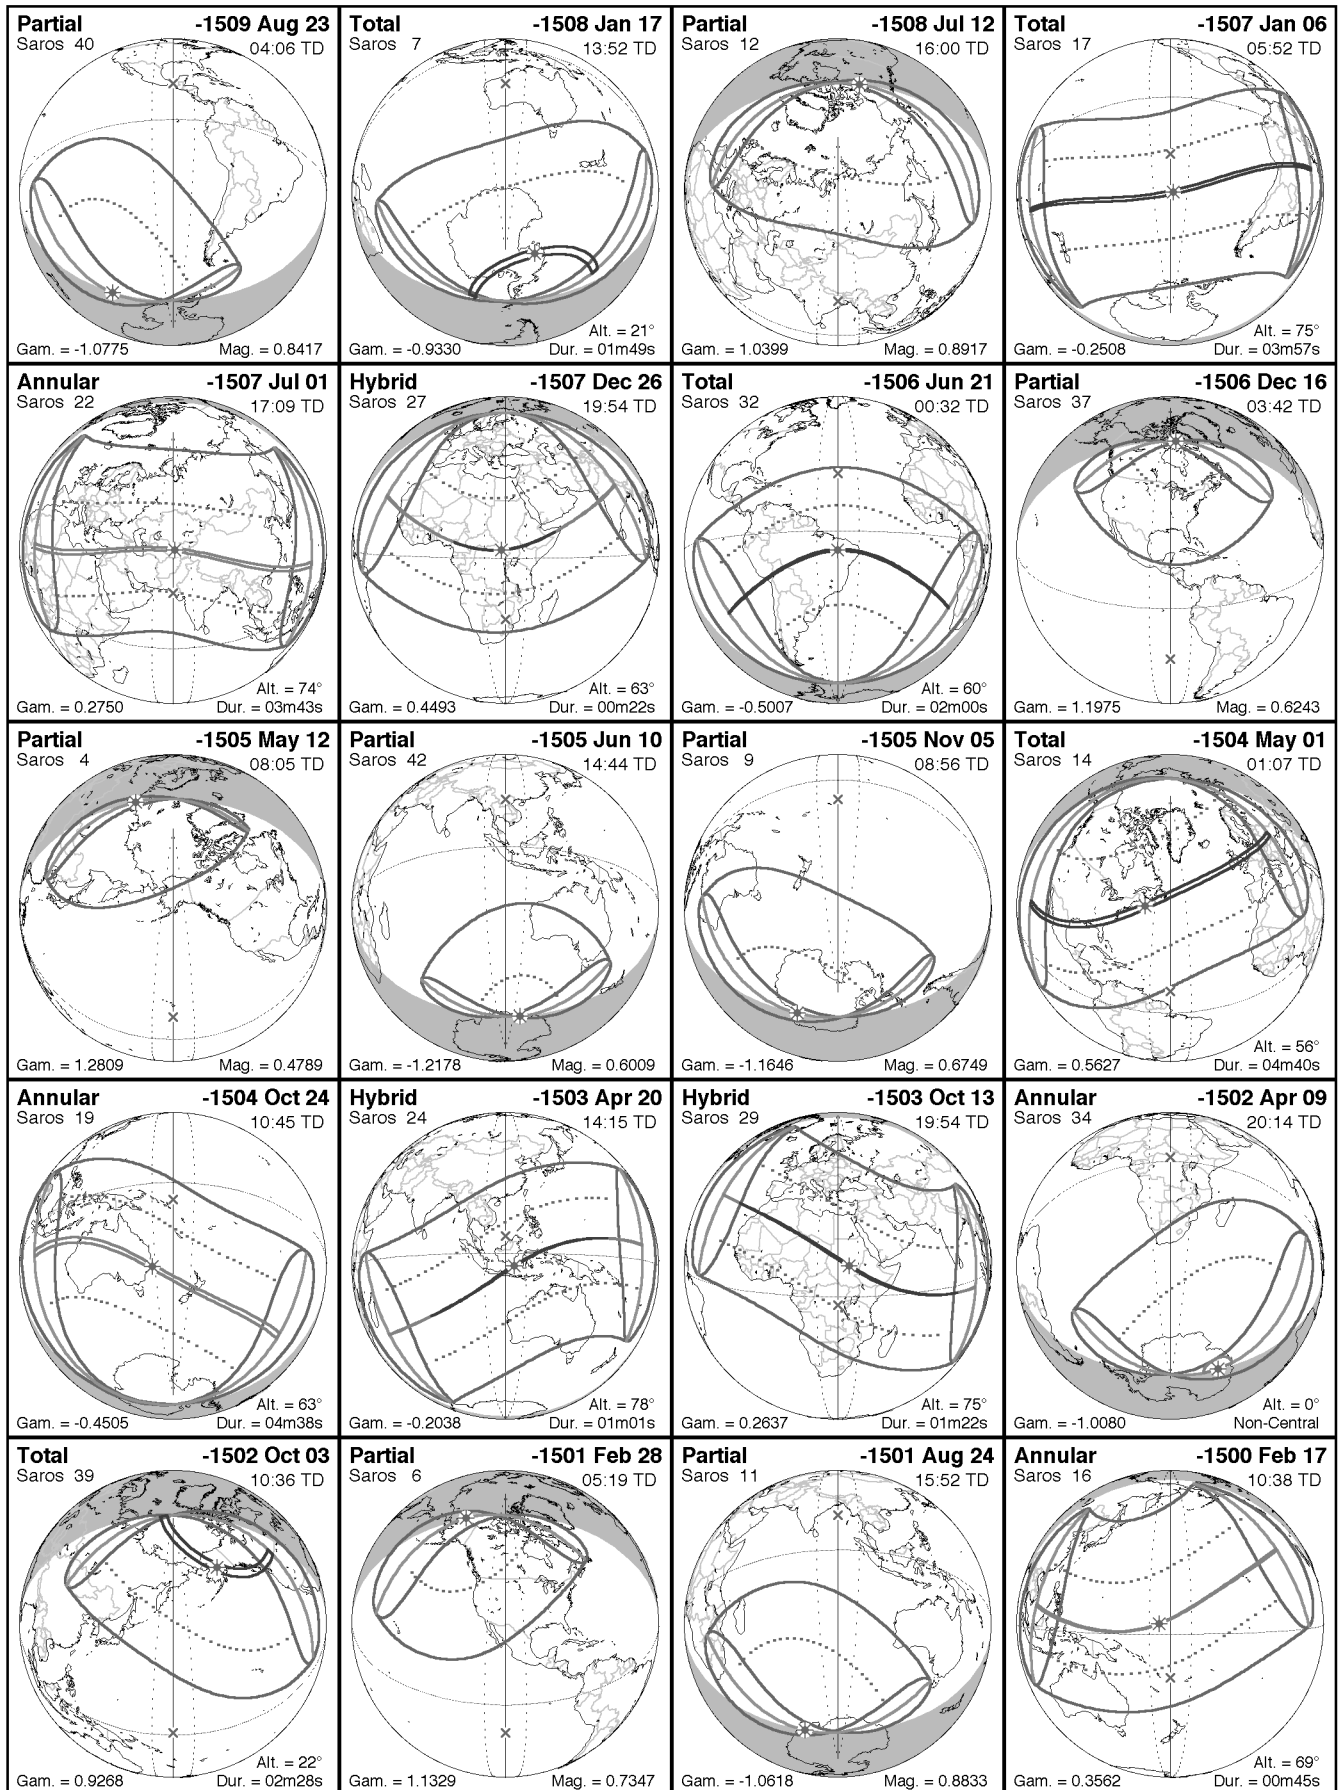 Partial -1509 Aug 23
Saros 40 04:06 TD
Gam. = -1.0775 Mag. = 0.8417
Total -1508 Jan 17
Saros 7 13:52 TD
Alt. = 21°
Gam. = -0.9330 Dur. = 01m49s
Partial -1508 Jul 12
Saros 12 16:00 TD
Gam. = 1.0399 Mag. = 0.8917
Total -1507 Jan 06
Saros 17 05:52 TD
Alt. = 75°
Gam. = -0.2508 Dur. = 03m57s
Annular -1507 Jul 01
Saros 22 17:09 TD
Alt. = 74°
Gam. = 0.2750 Dur. = 03m43s
Hybrid -1507 Dec 26
Saros 27 19:54 TD
Alt. = 63°
Gam. = 0.4493 Dur. = 00m22s
Total -1506 Jun 21
Saros 32 00:32 TD
Alt. = 60°
Gam. = -0.5007 Dur. = 02m00s
Partial -1506 Dec 16
Saros 37 03:42 TD
Gam. = 1.1975 Mag. = 0.6243
Partial -1505 May 12
Saros 4 08:05 TD
Gam. = 1.2809 Mag. = 0.4789
Partial -1505 Jun 10
Saros 42 14:44 TD
Gam. = -1.2178 Mag. = 0.6009
Partial -1505 Nov 05
Saros 9 08:56 TD
Gam. = -1.1646 Mag. = 0.6749
Total -1504 May 01
Saros 14 01:07 TD
Alt. = 56°
Gam. = 0.5627 Dur. = 04m40s
Annular -1504 Oct 24
Saros 19 10:45 TD
Alt. = 63°
Gam. = -0.4505 Dur. = 04m38s
Hybrid -1503 Apr 20
Saros 24 14:15 TD
Alt. = 78°
Gam. = -0.2038 Dur. = 01m01s
Hybrid -1503 Oct 13
Saros 29 19:54 TD
Alt. = 75°
Gam. = 0.2637 Dur. = 01m22s
Annular -1502 Apr 09
Saros 34 20:14 TD
Alt. = 0°
Gam. = -1.0080 Non-Central
Total -1502 Oct 03
Saros 39 10:36 TD
Alt. = 22°
Gam. = 0.9268 Dur. = 02m28s
Partial -1501 Feb 28
Saros 6 05:19 TD
Gam. = 1.1329 Mag. = 0.7347
Partial -1501 Aug 24
Saros 11 15:52 TD
Gam. = -1.0618 Mag. = 0.8833
Annular -1500 Feb 17
Saros 16 10:38 TD
Alt. = 69°
Gam. = 0.3562 Dur. = 00m45s